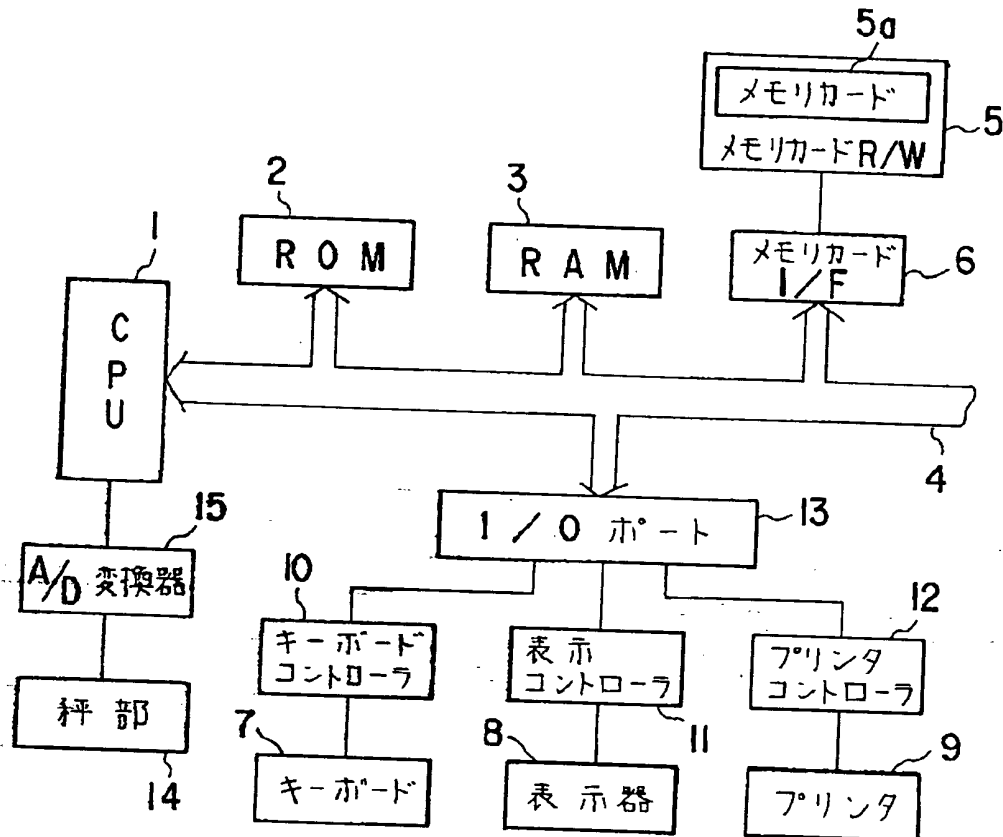 5a
メモリカード
5
メモリカード R/W
2
3
1
ROM
RAM
メモリカード
I/F
6
CPU
4
I/O ポート
13
15
A/D 変換器
10
キーボード
コントローラ
表示
コントローラ
11
12
プリンタ
コントローラ
秤部
14
7
キーボード
8
表示器
9
プリンタ